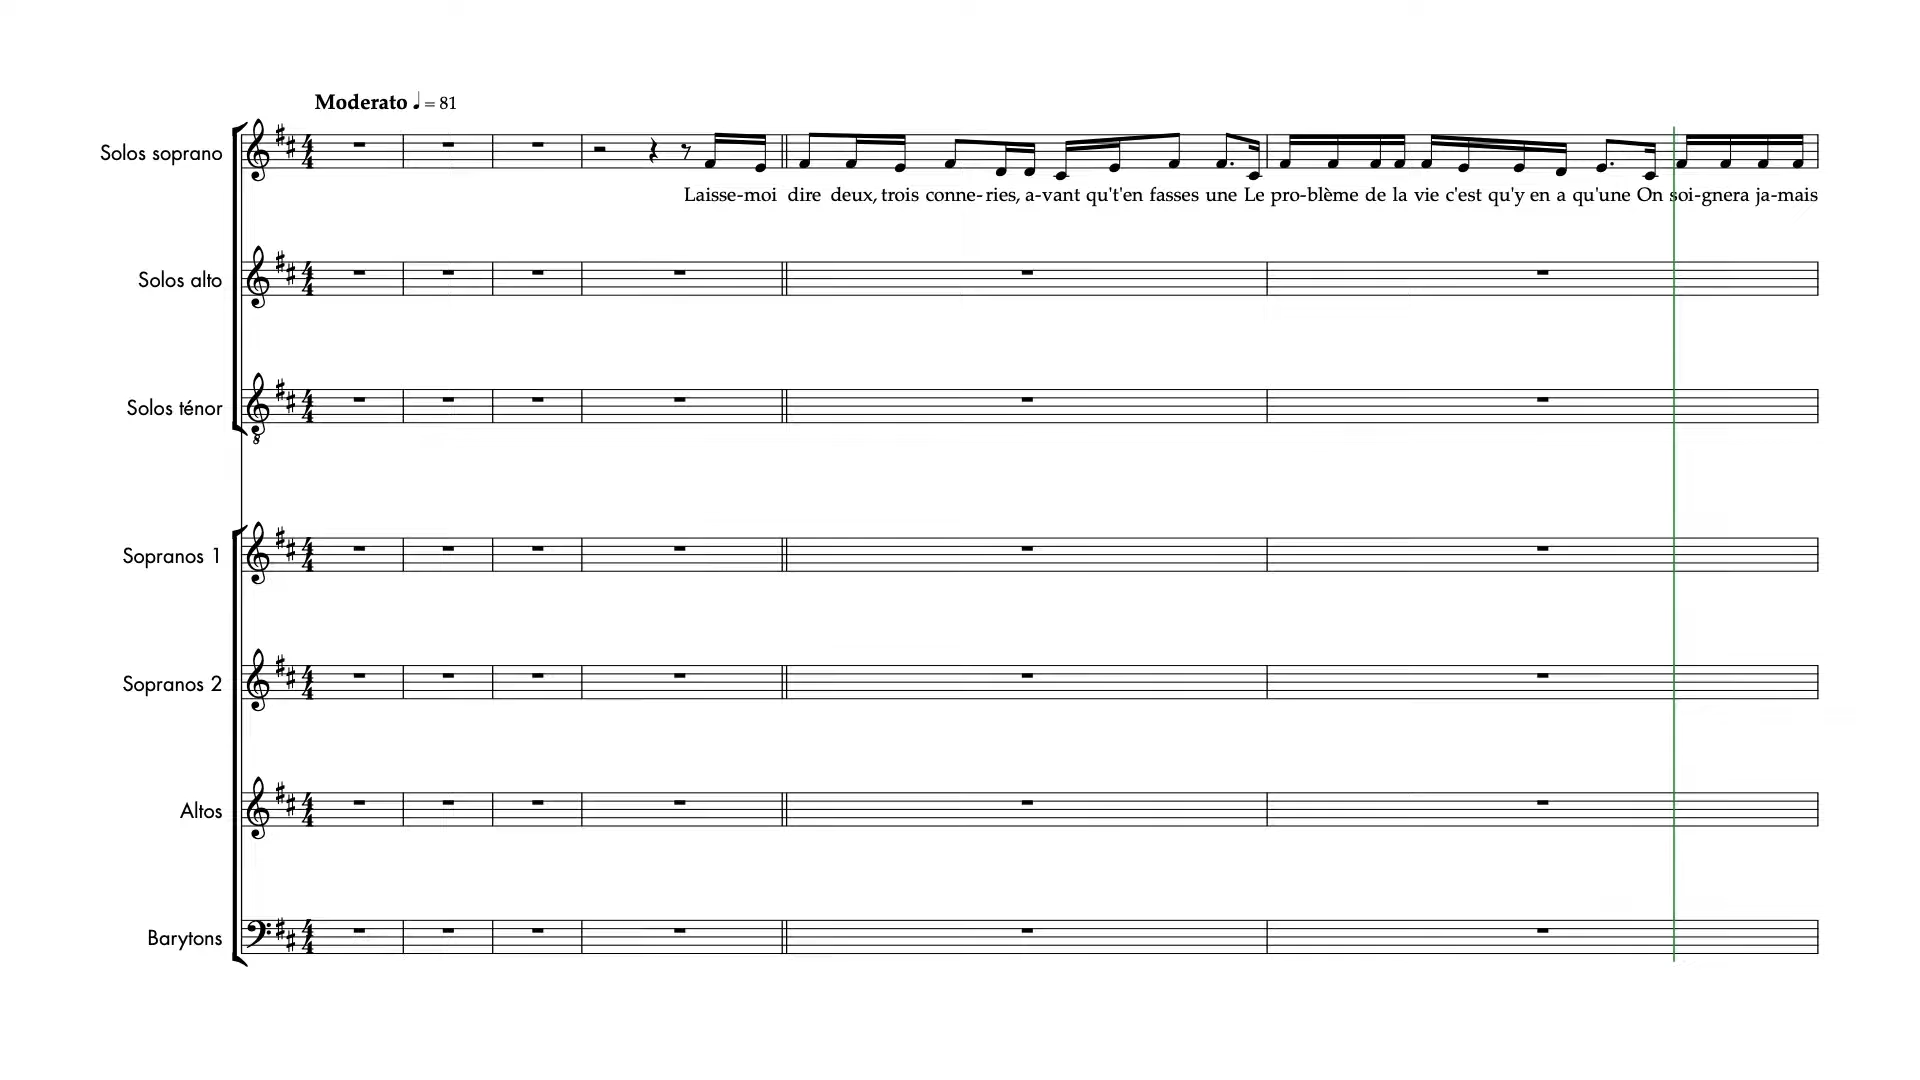 Moderato ♩ = 81
Solos soprano
Laisse-moi dire deux, trois conne-ries, a-vant qu't'en fasses une Le pro-blème de la vie c'est qu'y en a qu'une On soi-gnera ja-mais
Solos alto
Solos ténor
Sopranos 1
Sopranos 2
Altos
Barytons